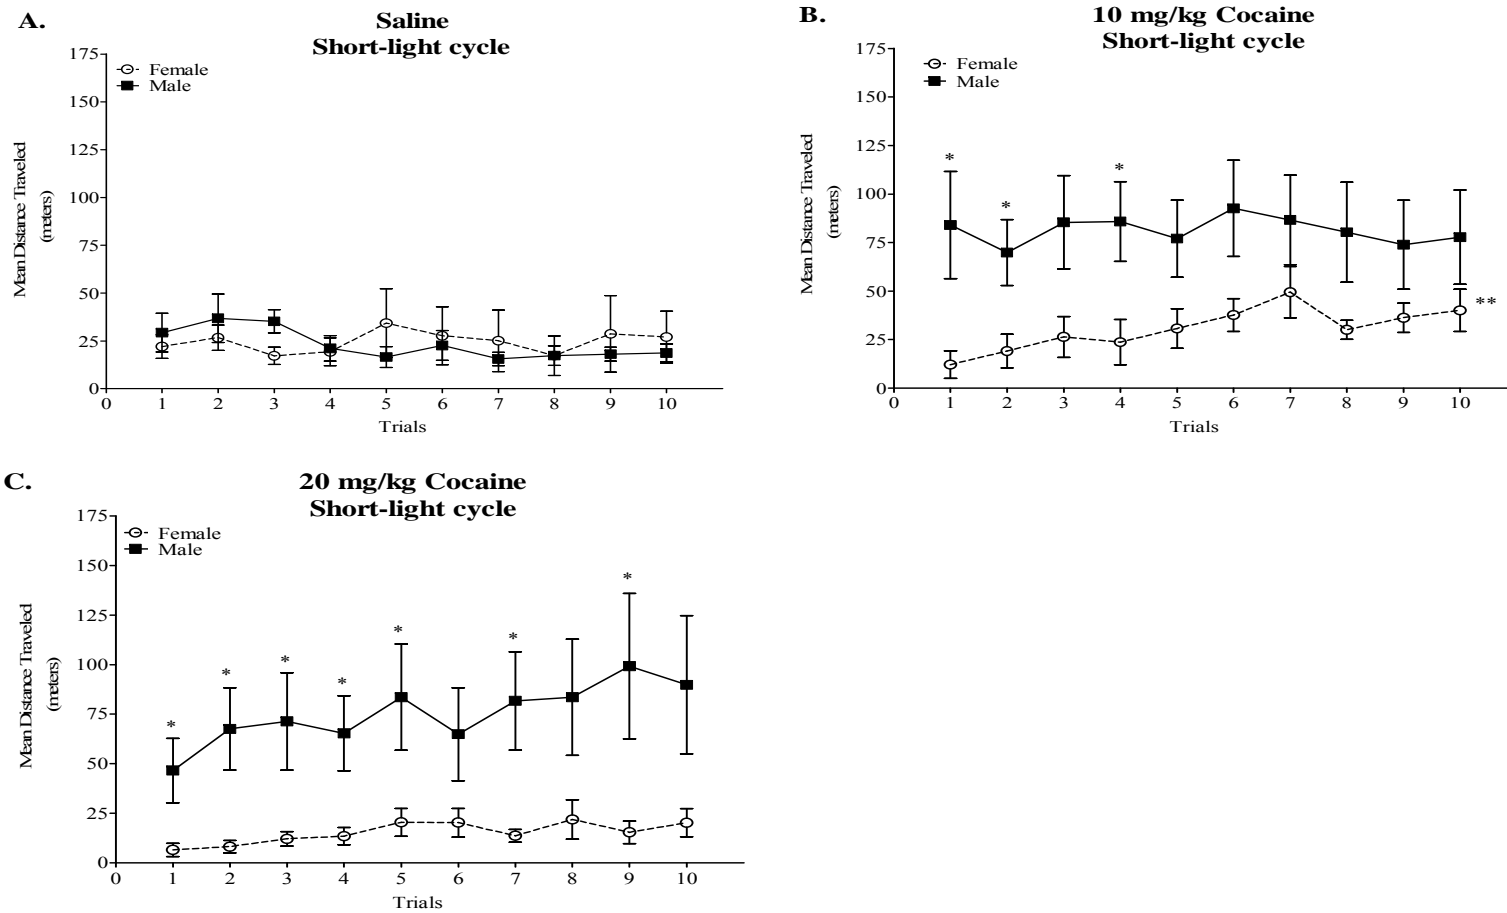 A.
Saline
Short-light cycle
175
150
125
100
75
50
25
0
Mean Distance Traveled
(meters)
Female
Male
*
0 1 2 3 4 5 6 7 8 9 10
Trials
B.
10 mg/kg Cocaine
Short-light cycle
175
150
125
100
75
50
25
0
Mean Distance Traveled
(meters)
Female
Male
* * *
**
0 1 2 3 4 5 6 7 8 9 10
Trials
C.
20 mg/kg Cocaine
Short-light cycle
175
150
125
100
75
50
25
0
Mean Distance Traveled
(meters)
Female
Male
* * * * * * *
0 1 2 3 4 5 6 7 8 9 10
Trials